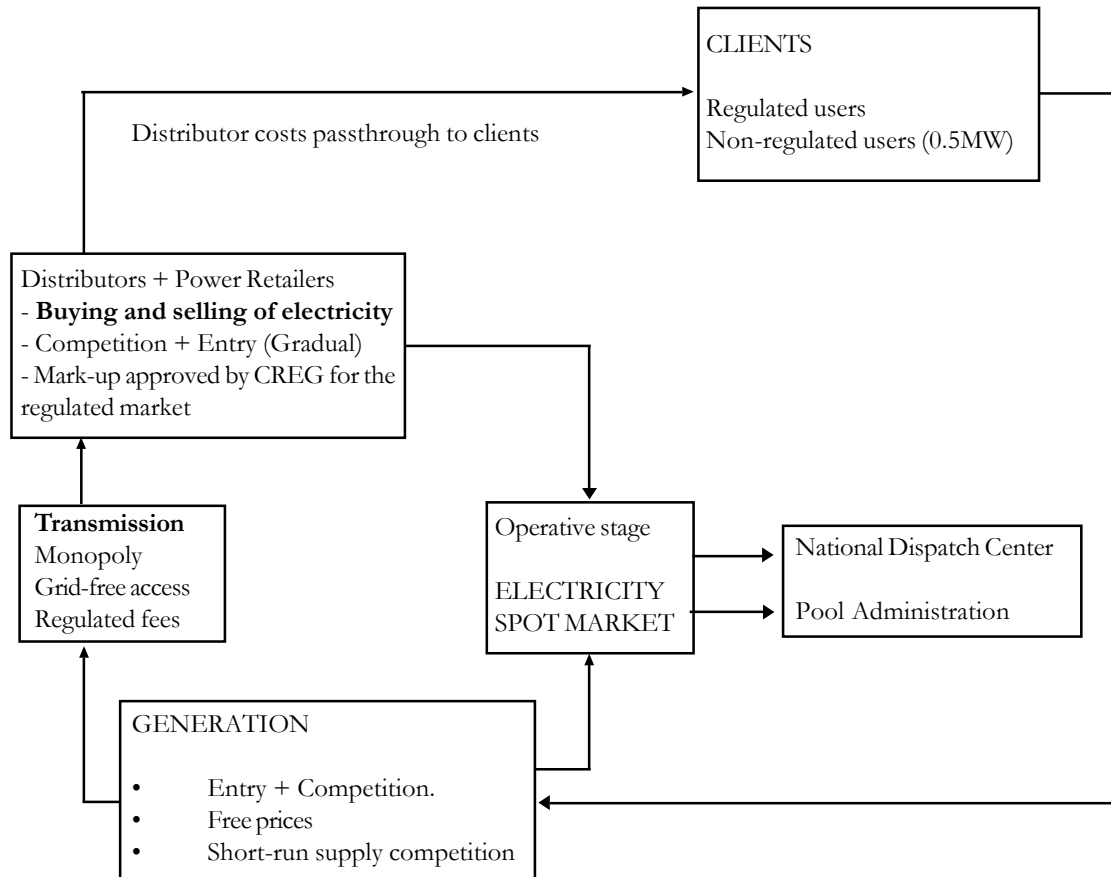 CLIENTS
Regulated users
Non-regulated users (0.5MW)
Distributor costs passthrough to clients
Distributors + Power Retailers
- Buying and selling of electricity
- Competition + Entry (Gradual)
- Mark-up approved by CREG for the
regulated market
Transmission
Monopoly
Grid-free access
Regulated fees
Operative stage
ELECTRICITY
SPOT MARKET
National Dispatch Center
Pool Administration
GENERATION
• Entry + Competition.
• Free prices
• Short-run supply competition